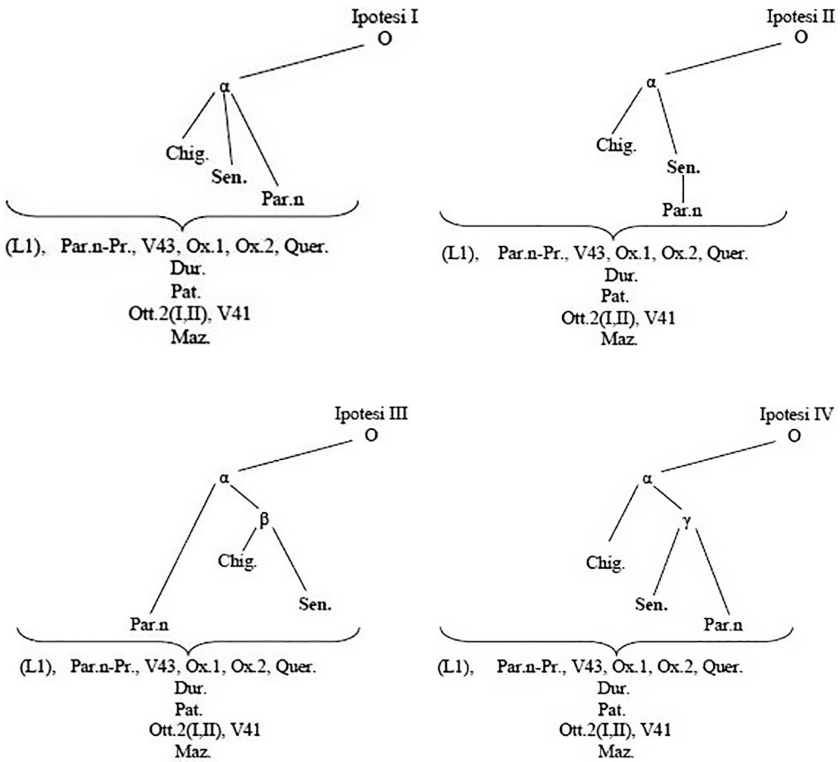 Ipotesi I
O
α
Chig.
Sen.
Par.n
(L1), Par.n-Pr., V43, Ox.1, Ox.2, Quer.
Dur.
Pat.
Ott.2(I,II), V41
Maz.
Ipotesi II
O
α
Chig.
Sen.
Par.n
(L1), Par.n-Pr., V43, Ox.1, Ox.2, Quer.
Dur.
Pat.
Ott.2(I,II), V41
Maz.
Ipotesi III
O
α
β
Chig.
Sen.
Par.n
(L1), Par.n-Pr., V43, Ox.1, Ox.2, Quer.
Dur.
Pat.
Ott.2(I,II), V41
Maz.
Ipotesi IV
O
α
γ
Chig.
Sen.
Par.n
(L1), Par.n-Pr., V43, Ox.1, Ox.2, Quer.
Dur.
Pat.
Ott.2(I,II), V41
Maz.